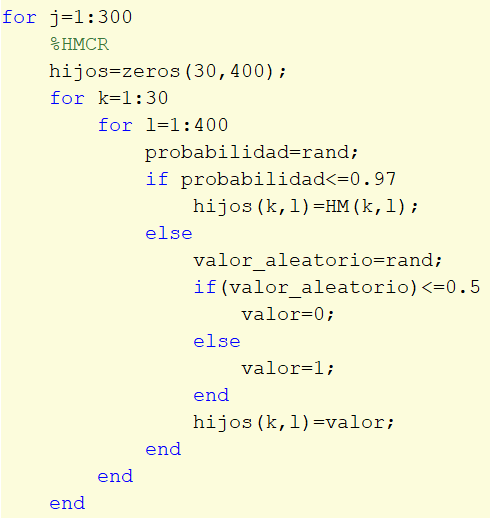 for j=1:300
    %HMCR
    hijos=zeros(30,400);
    for k=1:30
        for l=1:400
            probabilidad=rand;
            if probabilidad<=0.97
                hijos(k,l)=HM(k,l);
            else
                valor_aleatorio=rand;
                if(valor_aleatorio)<=0.5
                    valor=0;
                else
                    valor=1;
                end
                hijos(k,l)=valor;
            end
        end
    end